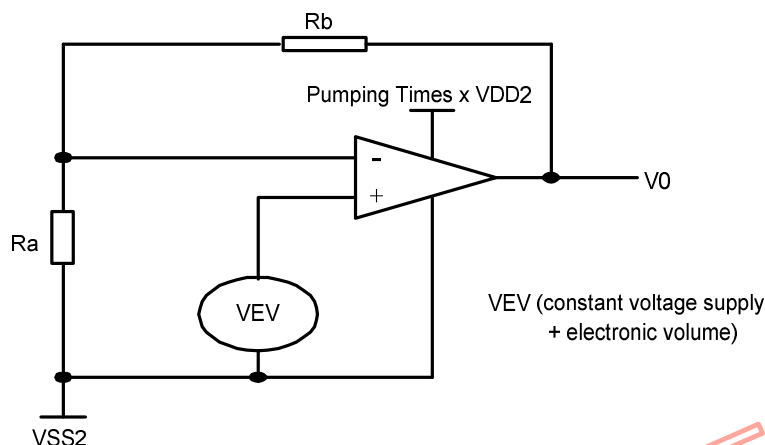 Rb
Pumping Times x VDD2
-
+
V0
Ra
VEV
VEV (constant voltage supply
+ electronic volume)
VSS2